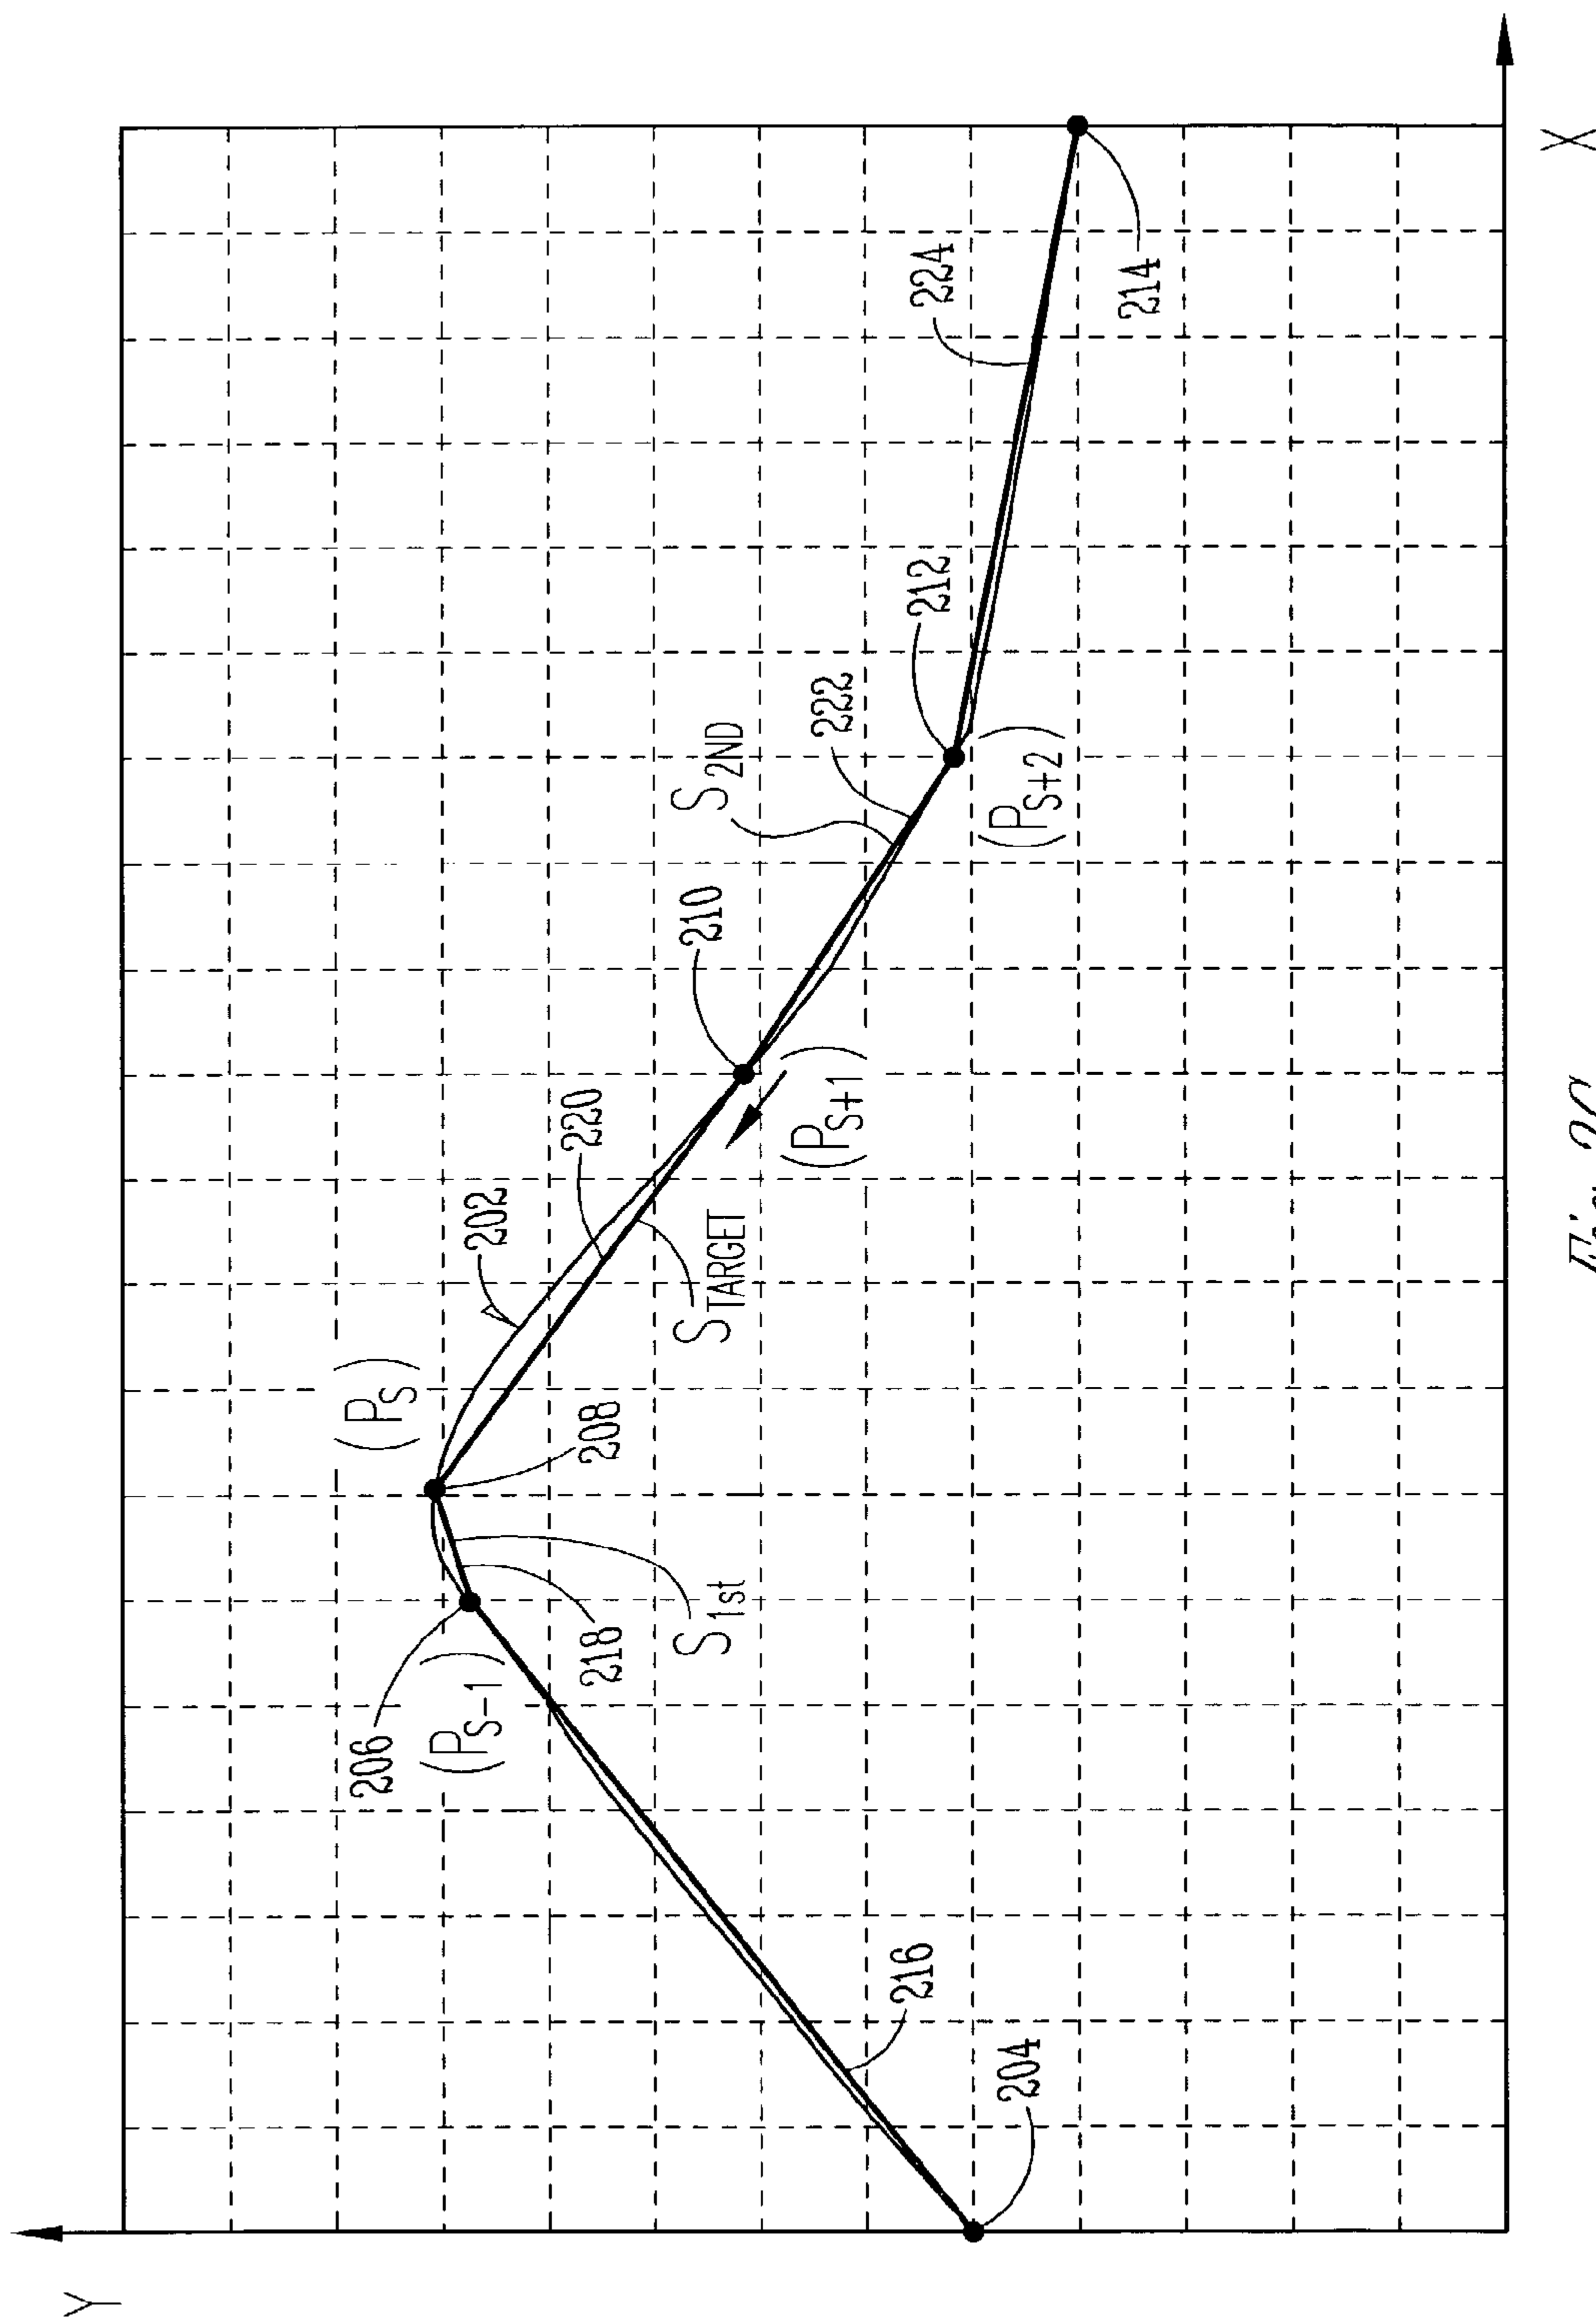 Y
206
(P_S)
(P_{S-1})
202
220
218
208
S_{1st}
S_{TARGET}
210
S_{2ND}
(P_{S+1})
222
216
212
224
204
(P_{S+2})
214
X
Fig.